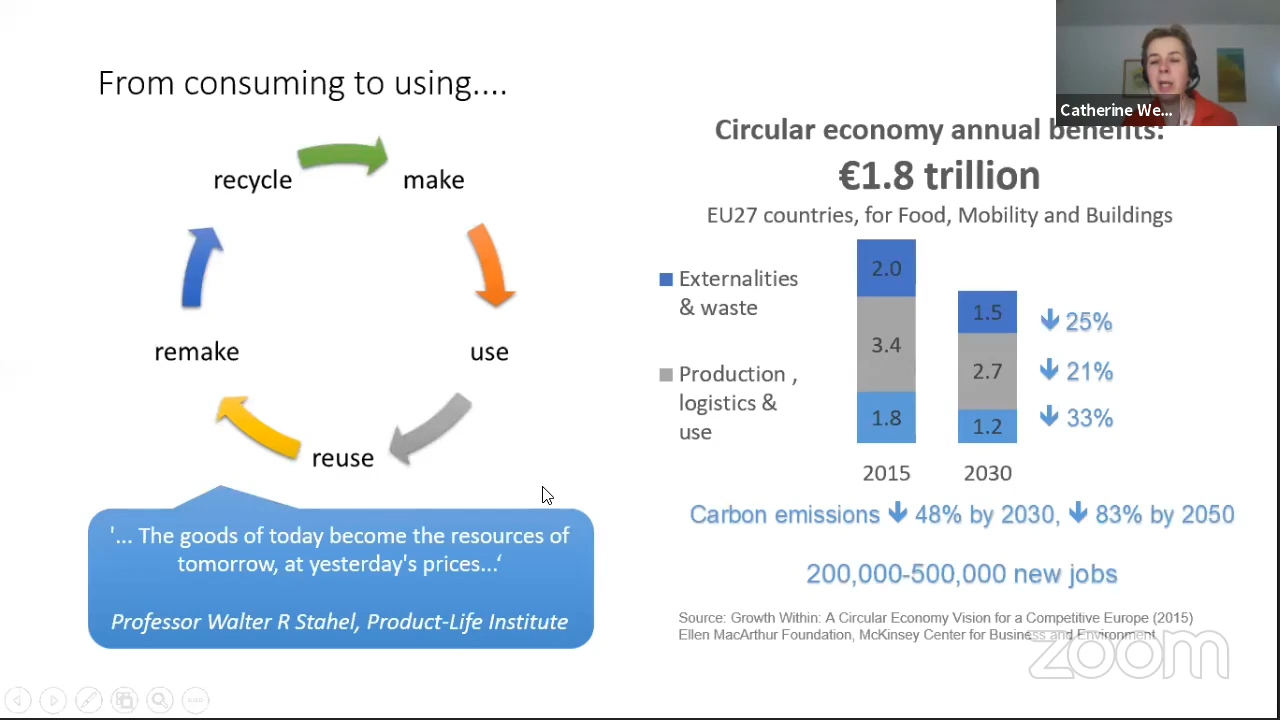 From consuming to using....
recycle
make
use
reuse
remake
'... The goods of today become the resources of
tomorrow, at yesterday's prices...‘
Professor Walter R Stahel, Product-Life Institute
Catherine We...
Circular economy annual benefits:
€1.8 trillion
EU27 countries, for Food, Mobility and Buildings
Externalities
& waste
Production ,
logistics &
use
2.0
3.4
1.8
2015
1.5
2.7
1.2
2030
25%
21%
33%
Carbon emissions 48% by 2030, 83% by 2050
200,000-500,000 new jobs
Source: Growth Within: A Circular Economy Vision for a Competitive Europe (2015)
Ellen MacArthur Foundation, McKinsey Center for Business and Environment
zoom